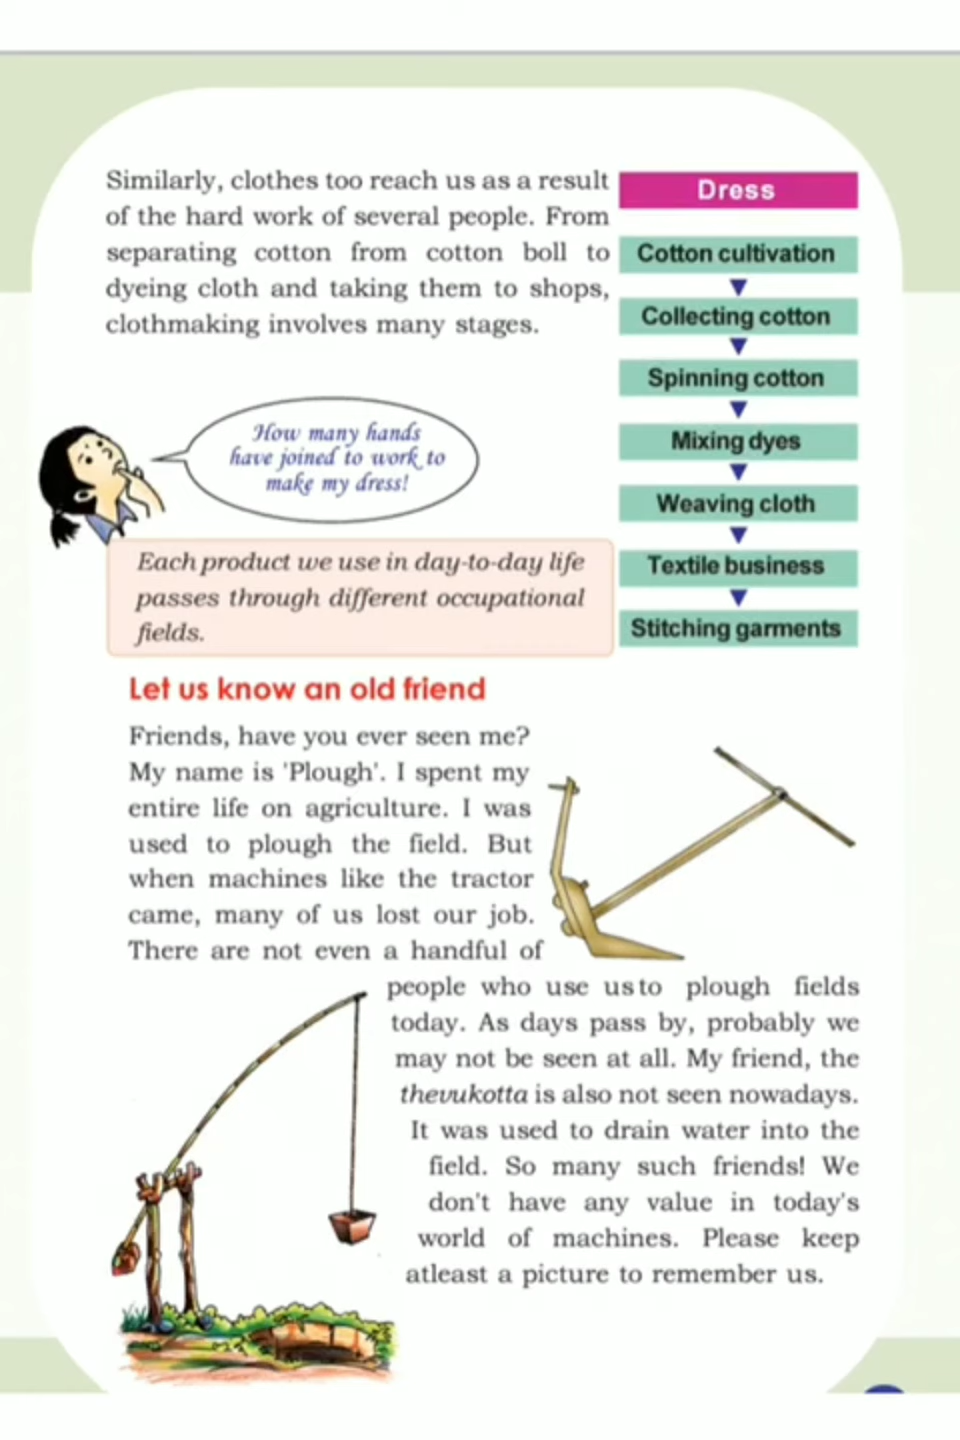 Similarly, clothes too reach us as a result
of the hard work of several people. From
separating cotton from cotton boll to
dyeing cloth and taking them to shops,
clothmaking involves many stages.
Dress
Cotton cultivation
Collecting cotton
Spinning cotton
Mixing dyes
Weaving cloth
Textile business
Stitching garments
How many hands
have joined to work to
make my dress!
Each product we use in day-to-day life
passes through different occupational
fields.
Let us know an old friend
Friends, have you ever seen me?
My name is 'Plough'. I spent my
entire life on agriculture. I was
used to plough the field. But
when machines like the tractor
came, many of us lost our job.
There are not even a handful of
people who use us to plough fields
today. As days pass by, probably we
may not be seen at all. My friend, the
thevukotta is also not seen nowadays.
It was used to drain water into the
field. So many such friends! We
don't have any value in today's
world of machines. Please keep
atleast a picture to remember us.